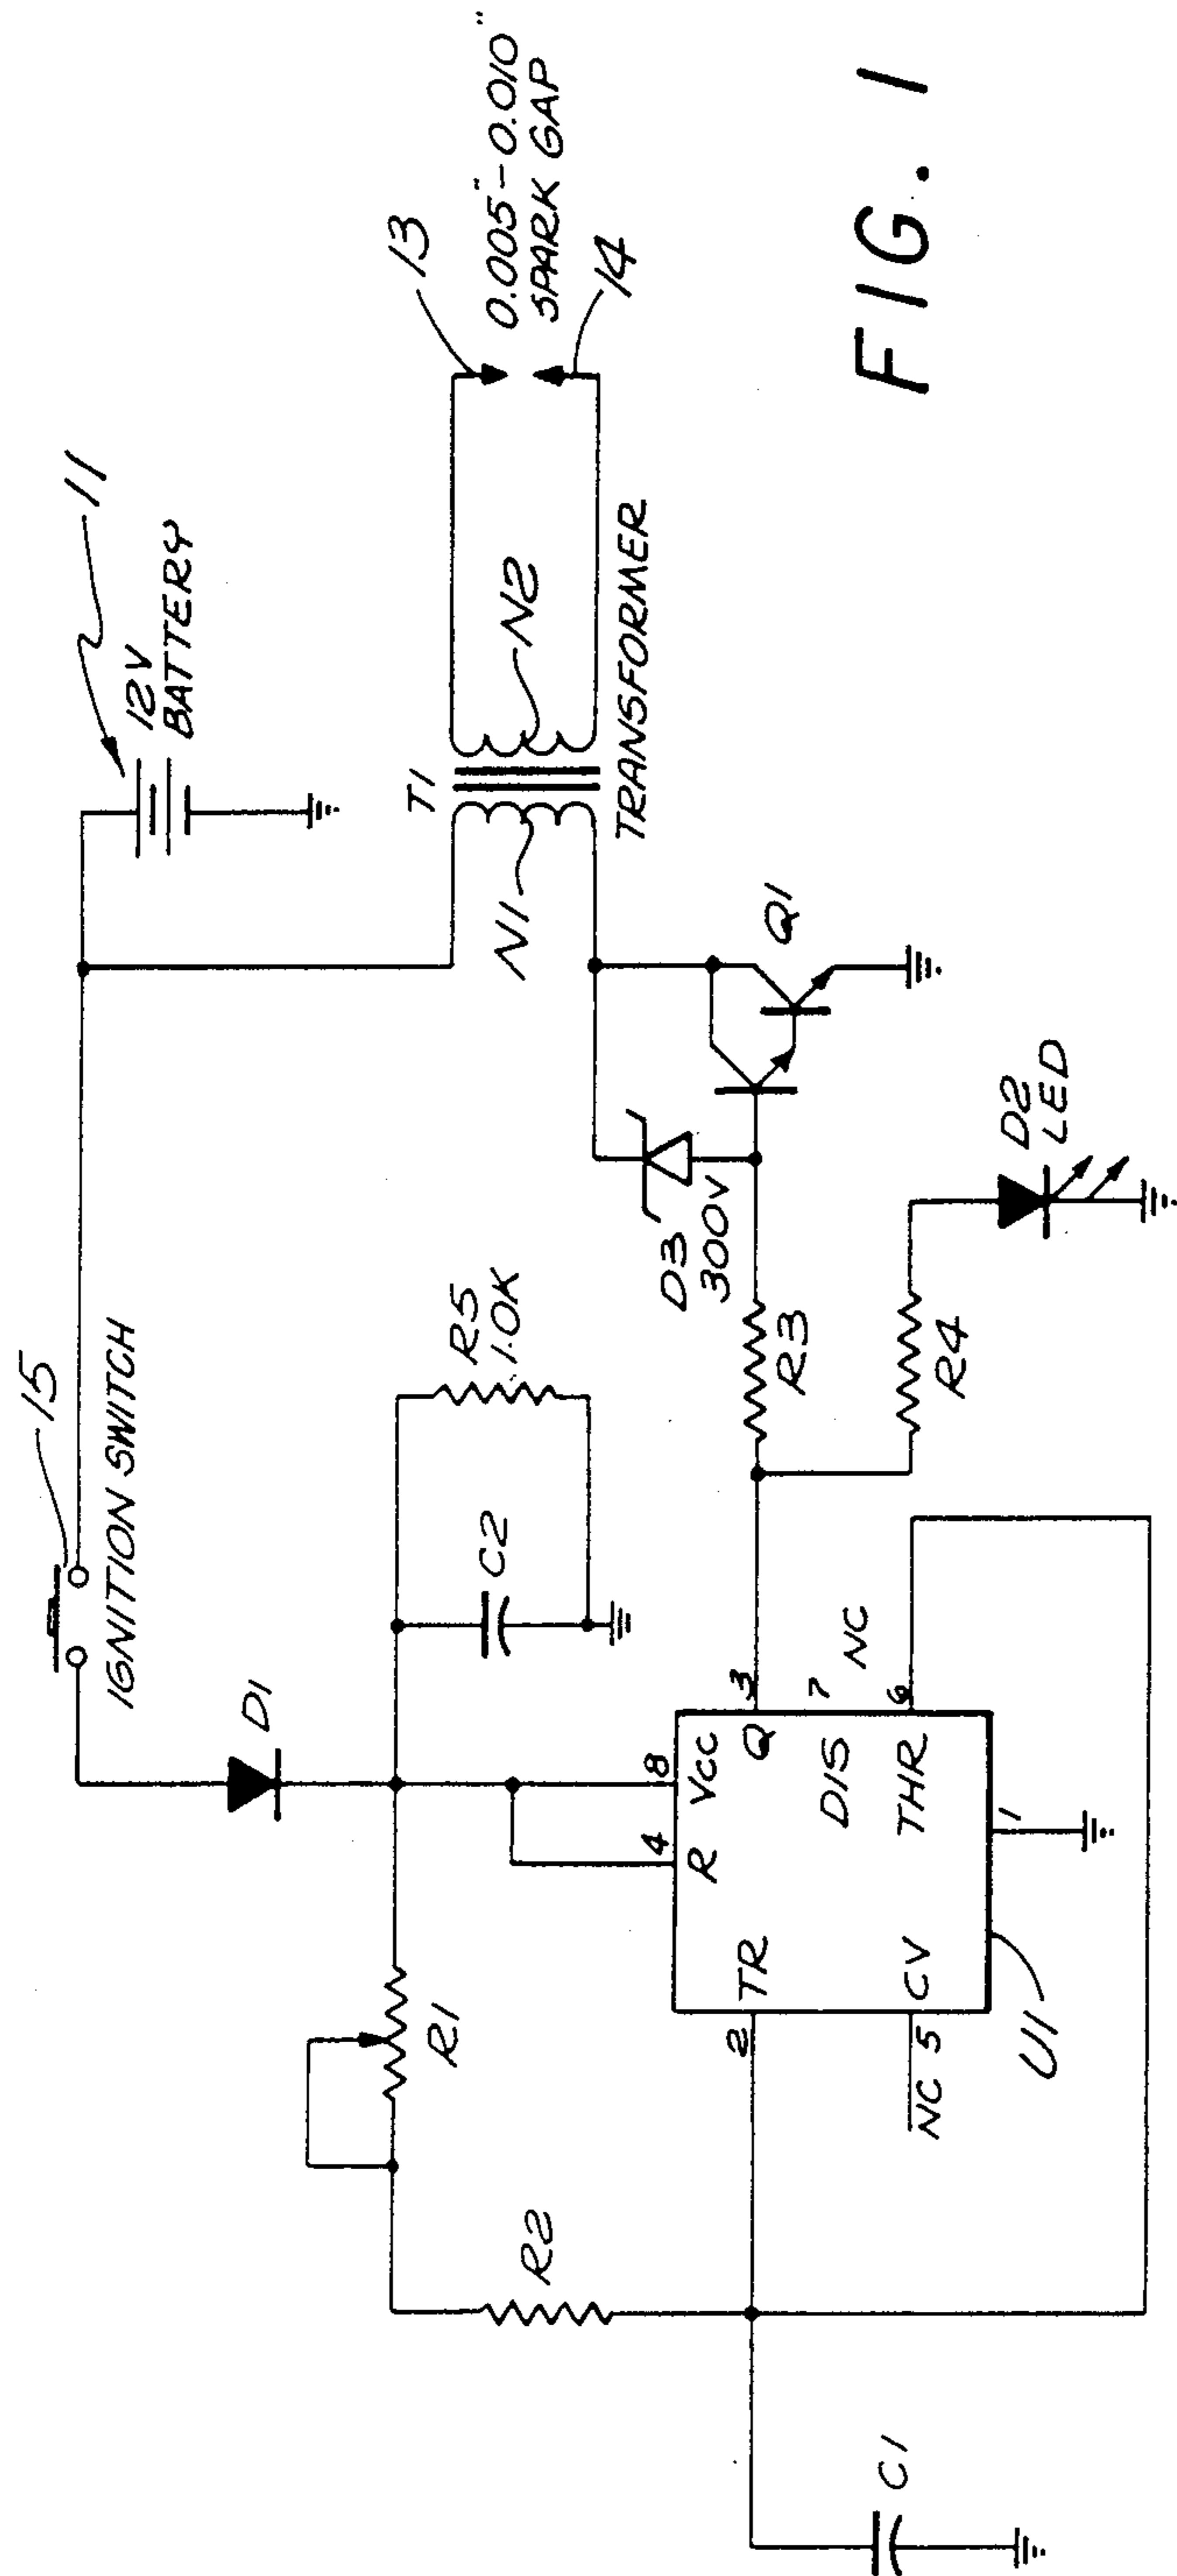 15
IGNITION SWITCH
11
12V
BATTERY
D1
R1
R2
C2
R5
1.0K
T1
N1
N2
TRANSFORMER
13
0.005"-0.010"
SPARK GAP
14
D3
300V
Q1
R3
R4
D2
LED
4
8
R
Vcc
2
TR
Q
3
DIS
7
NC
NC 5
CV
THR
6
1
U1
C1
FIG. 1